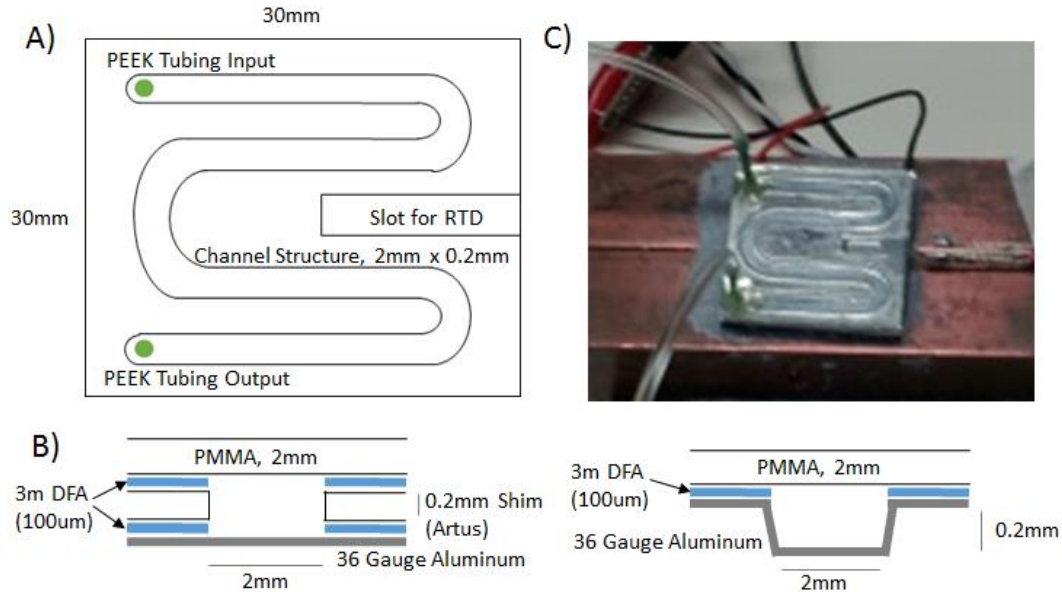 A)
30mm
PEEK Tubing Input
30mm
Slot for RTD
Channel Structure, 2mm x 0.2mm
PEEK Tubing Output
C)
B)
PMMA, 2mm
3m DFA
(100um)
0.2mm Shim
(Artus)
36 Gauge Aluminum
2mm
PMMA, 2mm
3m DFA
(100um)
36 Gauge Aluminum
0.2mm
2mm